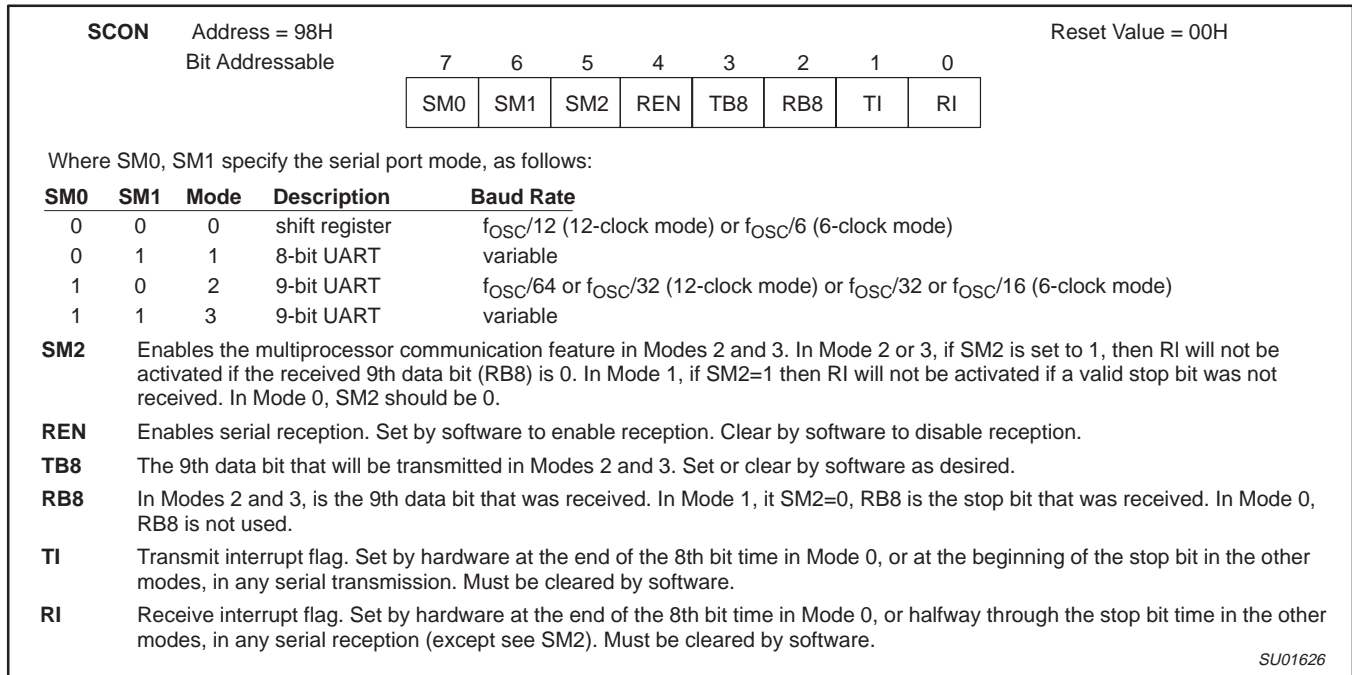 SCON Address = 98H Reset Value = 00H
Bit Addressable 7 6 5 4 3 2 1 0
SM0 SM1 SM2 REN TB8 RB8 TI RI
Where SM0, SM1 specify the serial port mode, as follows:
SM0 SM1 Mode Description Baud Rate
0 0 0 shift register fOSC/12 (12-clock mode) or fOSC/6 (6-clock mode)
0 1 1 8-bit UART variable
1 0 2 9-bit UART fOSC/64 or fOSC/32 (12-clock mode) or fOSC/32 or fOSC/16 (6-clock mode)
1 1 3 9-bit UART variable
SM2 Enables the multiprocessor communication feature in Modes 2 and 3. In Mode 2 or 3, if SM2 is set to 1, then RI will not be
activated if the received 9th data bit (RB8) is 0. In Mode 1, if SM2=1 then RI will not be activated if a valid stop bit was not
received. In Mode 0, SM2 should be 0.
REN Enables serial reception. Set by software to enable reception. Clear by software to disable reception.
TB8 The 9th data bit that will be transmitted in Modes 2 and 3. Set or clear by software as desired.
RB8 In Modes 2 and 3, is the 9th data bit that was received. In Mode 1, it SM2=0, RB8 is the stop bit that was received. In Mode 0,
RB8 is not used.
TI Transmit interrupt flag. Set by hardware at the end of the 8th bit time in Mode 0, or at the beginning of the stop bit in the other
modes, in any serial transmission. Must be cleared by software.
RI Receive interrupt flag. Set by hardware at the end of the 8th bit time in Mode 0, or halfway through the stop bit time in the other
modes, in any serial reception (except see SM2). Must be cleared by software.
SU01626